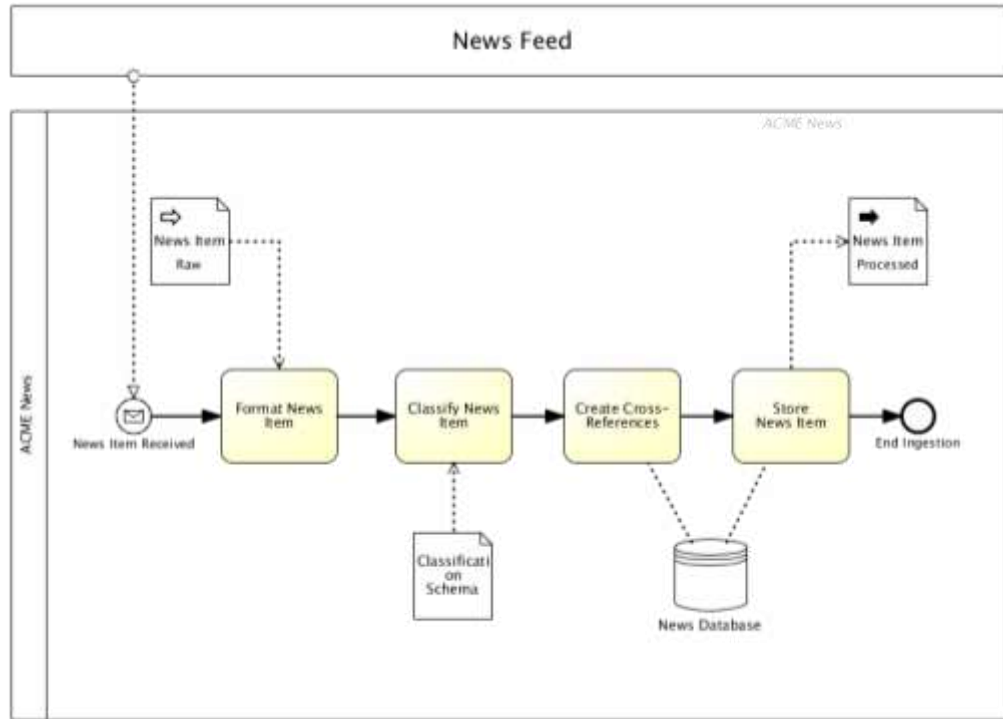 News Feed
ACME News
ACME News
News Item
Raw
News Item
Processed
Format News
Item
Classify News
Item
Create Cross-
References
Store
News Item
News Item Received
End Ingestion
Classificati
on
Schema
News Database